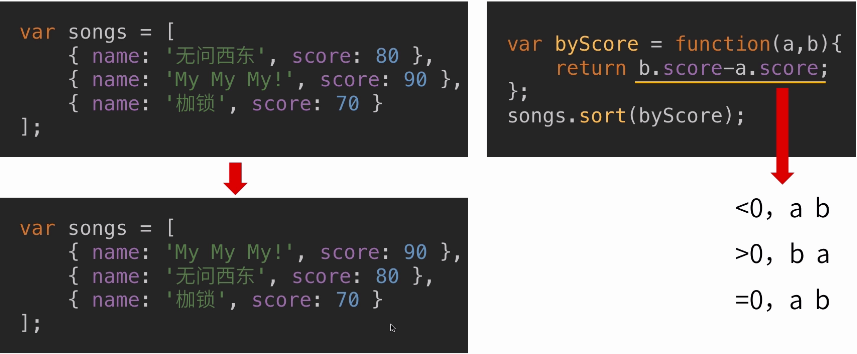 var songs = [
{ name: '无问西东', score: 80 },
{ name: 'My My My!', score: 90 },
{ name: '枷锁', score: 70 }
];
var byScore = function(a,b){
return b.score-a.score;
};
songs.sort(byScore);
var songs = [
{ name: 'My My My!', score: 90 },
{ name: '无问西东', score: 80 },
{ name: '枷锁', score: 70 }
];
<0，a b
>0，b a
=0，a b